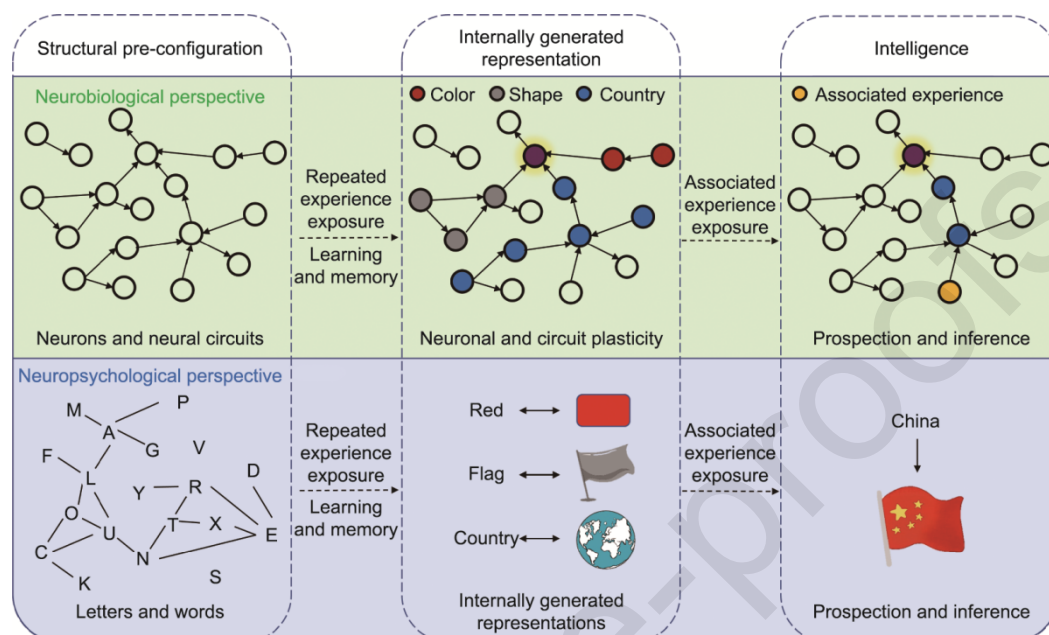 Structural pre-configuration
Internally generated
representation
Intelligence
Neurobiological perspective
Color
Shape
Country
Associated experience
Repeated
experience
exposure
Learning
and memory
Associated
experience
exposure
Neurons and neural circuits
Neuronal and circuit plasticity
Prospection and inference
Neuropsychological perspective
M
P
A
G
V
F
L
D
Y
R
O
T
X
U
E
C
N
K
S
Letters and words
Repeated
experience
exposure
Learning
and memory
Red
Flag
Country
Internally generated
representations
Associated
experience
exposure
China
Prospection and inference
e-proofs